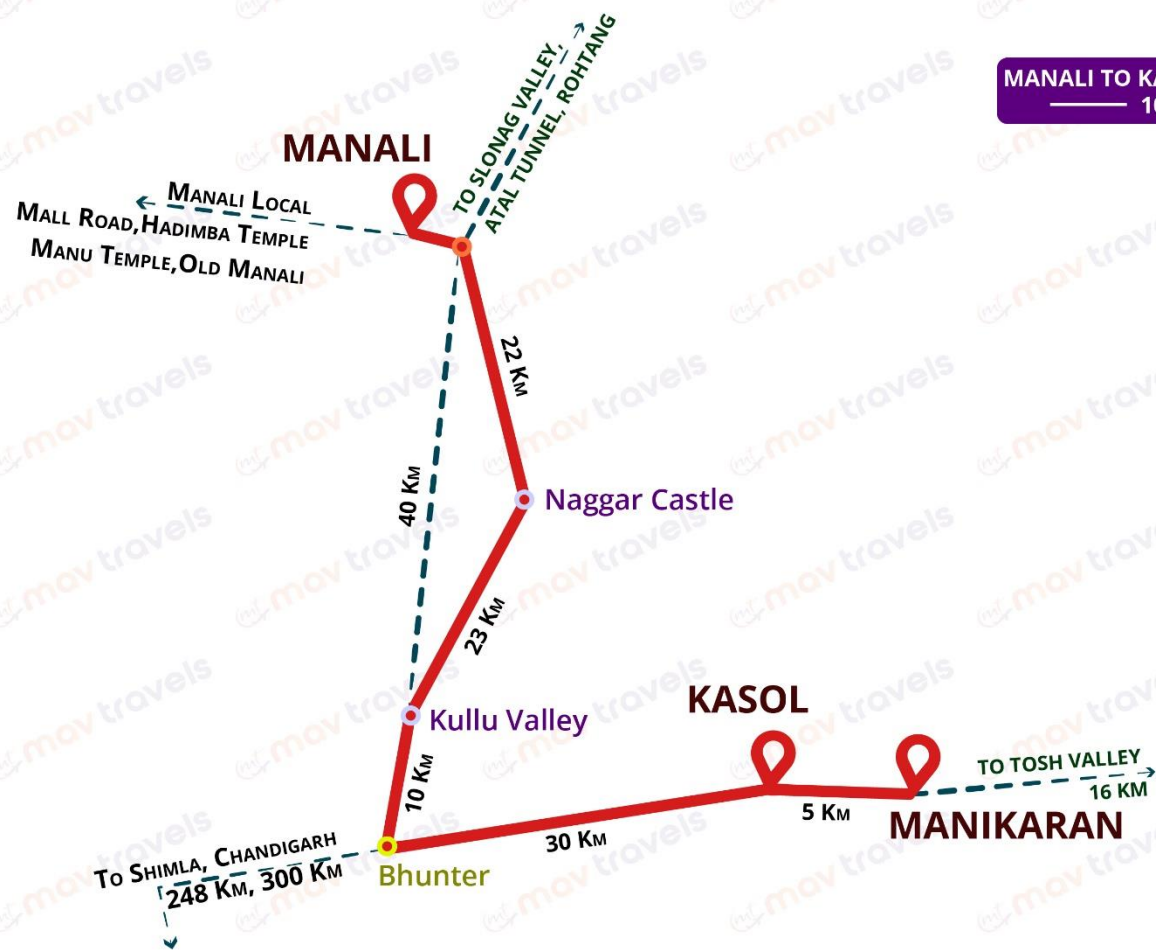 MANALI TO KA
10
TO SLONAG VALLEY,
ATAL TUNNEL, ROHTANG
MANALI
MANALI LOCAL
MALL ROAD,HADIMBA TEMPLE
MANU TEMPLE,OLD MANALI
22 KM
40 KM
Naggar Castle
23 KM
Kullu Valley
KASOL
10 KM
TO TOSH VALLEY
16 KM
5 KM
MANIKARAN
30 KM
TO SHIMLA, CHANDIGARH
248 KM, 300 KM
Bhunter
mav travels